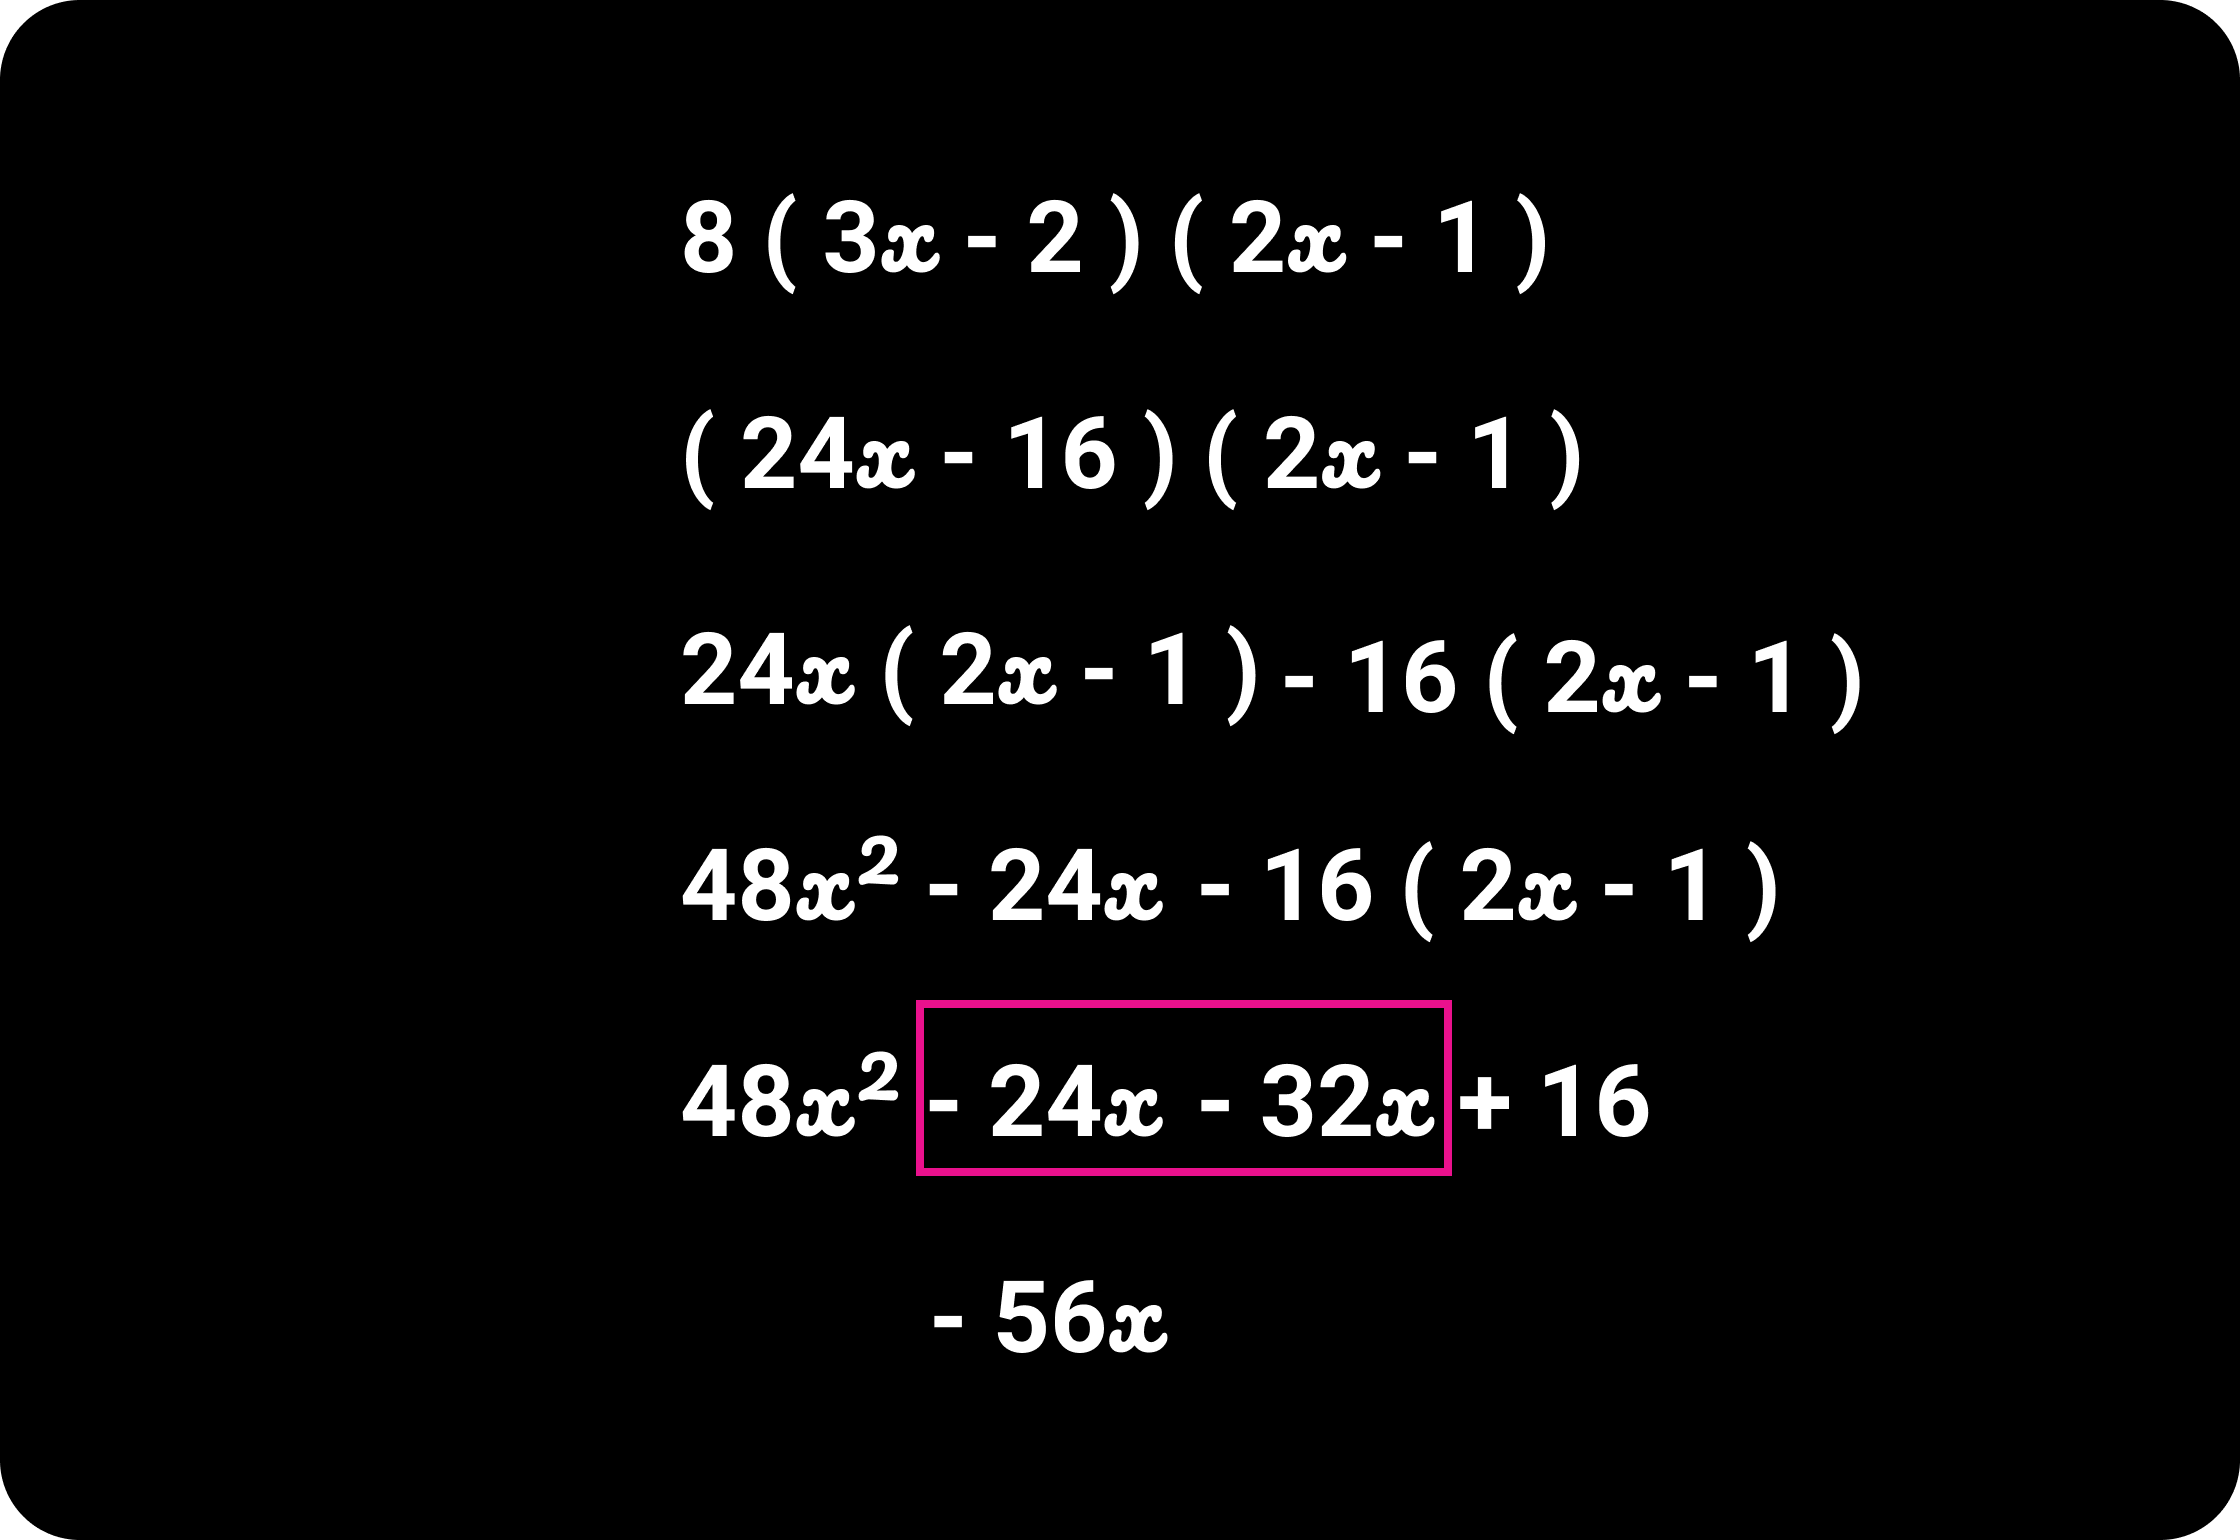 8 ( 3x - 2 ) ( 2x - 1 )
( 24x - 16 ) ( 2x - 1 )
24x ( 2x - 1 ) - 16 ( 2x - 1 )
48x² - 24x - 16 ( 2x - 1 )
48x² - 24x - 32x + 16
- 56x